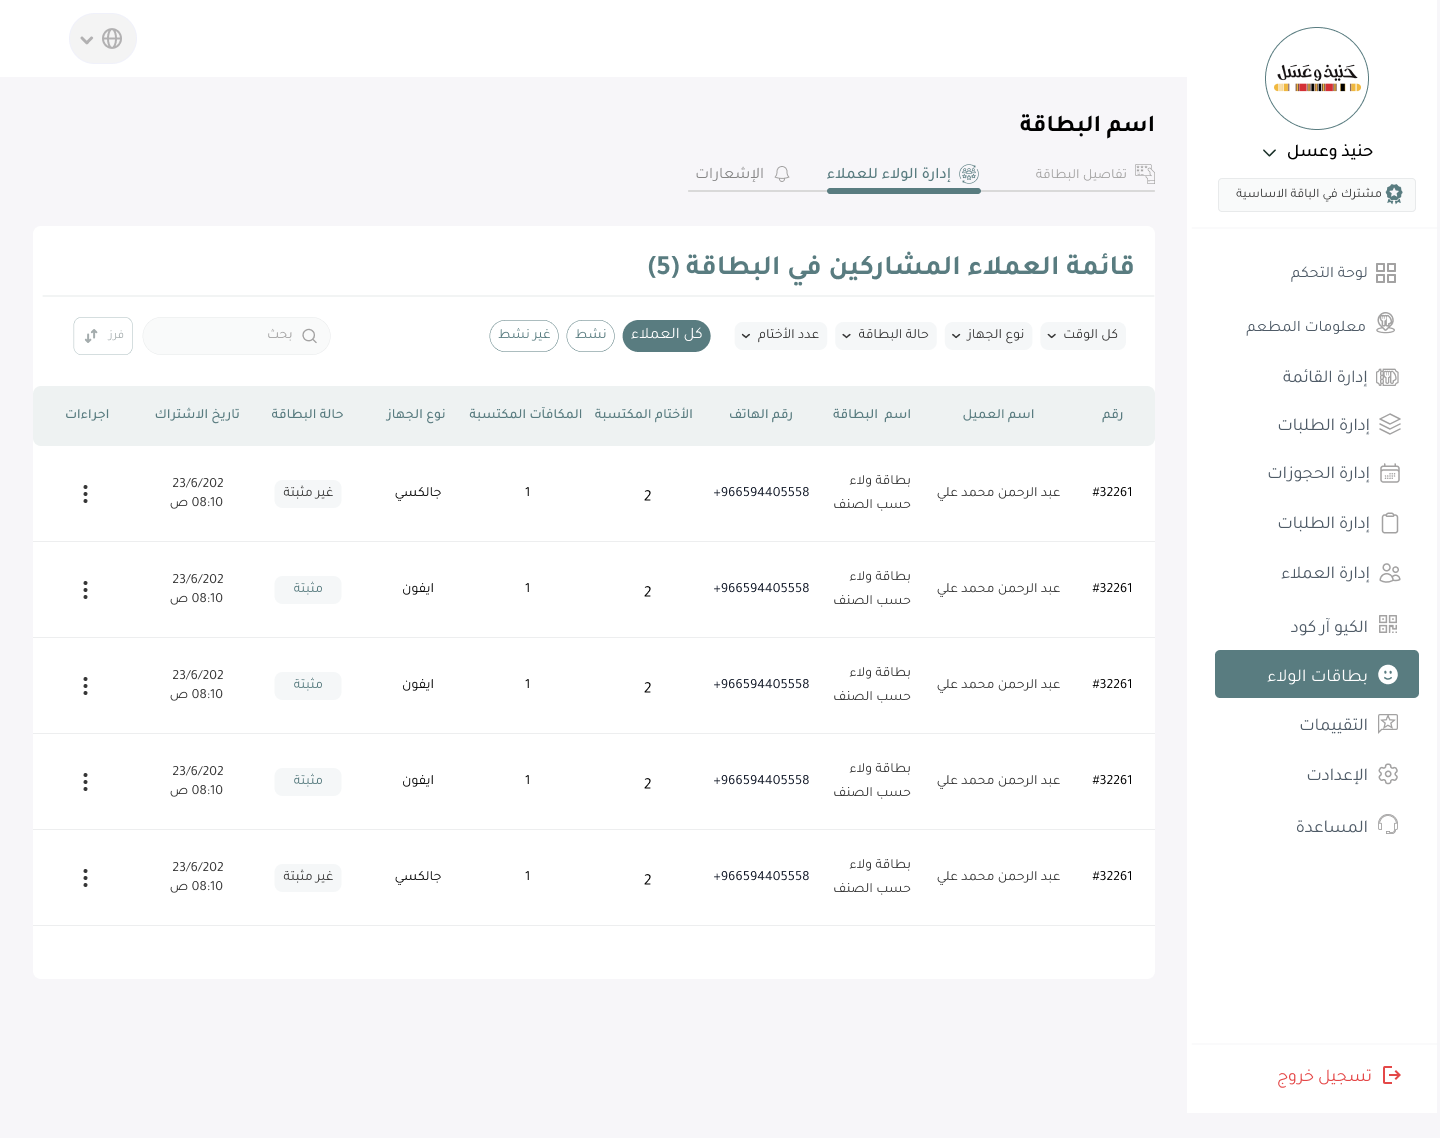 حنيذ وعسل
حنيذ وعسل
مشترك في الباقة الاساسية
لوحة التحكم
معلومات المطعم
إدارة القائمة
إدارة الطلبات
إدارة الحجوزات
إدارة الطلبات
إدارة العملاء
الكيو آر كود
بطاقات الولاء
التقييمات
الإعدادت
المساعدة
تسجيل خروج
اسم البطاقة
تفاصيل البطاقة إدارة الولاء للعملاء الإشعارات
قائمة العملاء المشاركين في البطاقة (5)
كل الوقت نوع الجهاز حالة البطاقة عدد الأختام كل العملاء نشط غير نشط بحث فرز
رقم اسم العميل اسم البطاقة رقم الهاتف الأختام المكتسبة المكافآت المكتسبة نوع الجهاز حالة البطاقة تاريخ الاشتراك اجراءات
#32261 عبد الرحمن محمد علي بطاقة ولاء +966594405558 2 1 جالكسي غير مثبتة 23/6/202
حسب الصنف 08:10 ص
#32261 عبد الرحمن محمد علي بطاقة ولاء +966594405558 2 1 ايفون مثبتة 23/6/202
حسب الصنف 08:10 ص
#32261 عبد الرحمن محمد علي بطاقة ولاء +966594405558 2 1 ايفون مثبتة 23/6/202
حسب الصنف 08:10 ص
#32261 عبد الرحمن محمد علي بطاقة ولاء +966594405558 2 1 ايفون مثبتة 23/6/202
حسب الصنف 08:10 ص
#32261 عبد الرحمن محمد علي بطاقة ولاء +966594405558 2 1 جالكسي غير مثبتة 23/6/202
حسب الصنف 08:10 ص